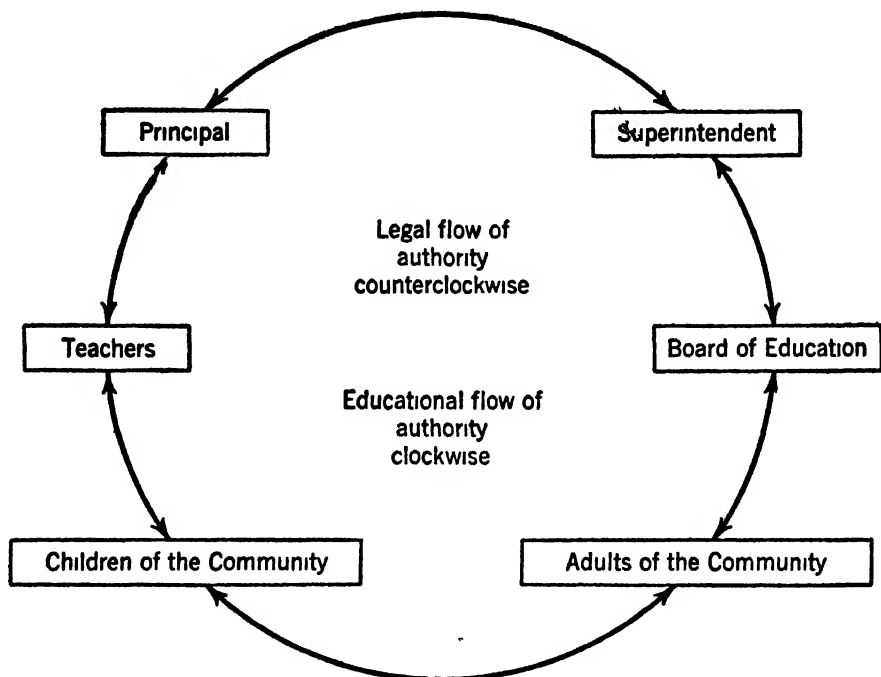 Principal
Superintendent
Legal flow of
authority
counterclockwise
Teachers
Board of Education
Educational flow of
authority
clockwise
Children of the Community
Adults of the Community